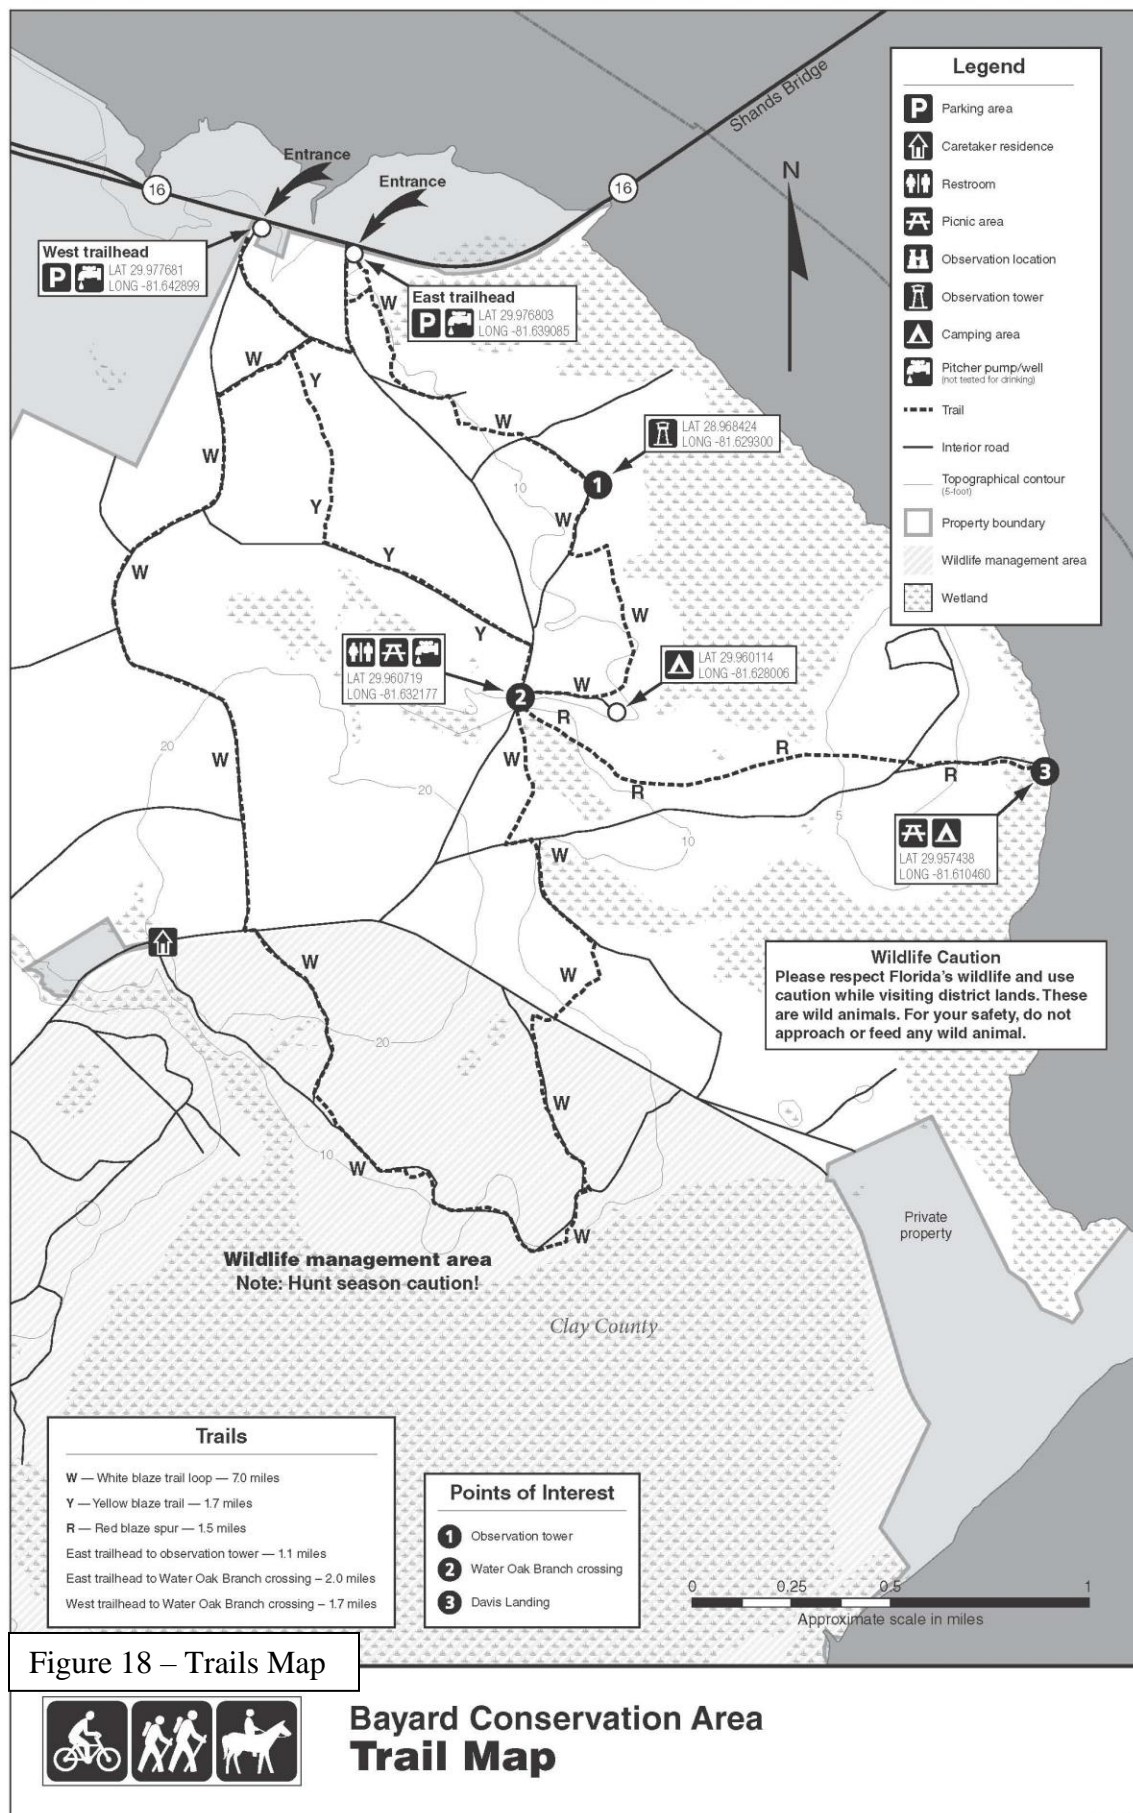 Shands Bridge
16
16
Entrance
Entrance
N
West trailhead
P
LAT 29.977681
LONG -81.642899
East trailhead
P
LAT 29.976803
LONG -81.639085
Legend
P Parking area
Caretaker residence
Restroom
Picnic area
Observation location
Observation tower
Camping area
Pitcher pump/well
(not tested for drinking)
Trail
Interior road
Topographical contour
(5-foot)
Property boundary
Wildlife management area
Wetland
W
W
Y
W
W
LAT 28.968424
LONG -81.629300
1
10
W
Y
W
Y
W
W
Y
LAT 29.960719
LONG -81.632177
2
W
LAT 29.960114
LONG -81.628006
R
R
R
R
3
20
W
W
20
5
10
W
LAT 29.957438
LONG -81.610460
W
W
20
W
10
W
W
Wildlife Caution
Please respect Florida's wildlife and use
caution while visiting district lands. These
are wild animals. For your safety, do not
approach or feed any wild animal.
Private
property
Wildlife management area
Note: Hunt season caution!
Clay County
Trails
W — White blaze trail loop — 7.0 miles
Y — Yellow blaze trail — 1.7 miles
R — Red blaze spur — 1.5 miles
East trailhead to observation tower — 1.1 miles
East trailhead to Water Oak Branch crossing – 2.0 miles
West trailhead to Water Oak Branch crossing – 1.7 miles
Points of Interest
1 Observation tower
2 Water Oak Branch crossing
3 Davis Landing
0 0.25 0.5 1
Approximate scale in miles
Figure 18 – Trails Map
Bayard Conservation Area
Trail Map